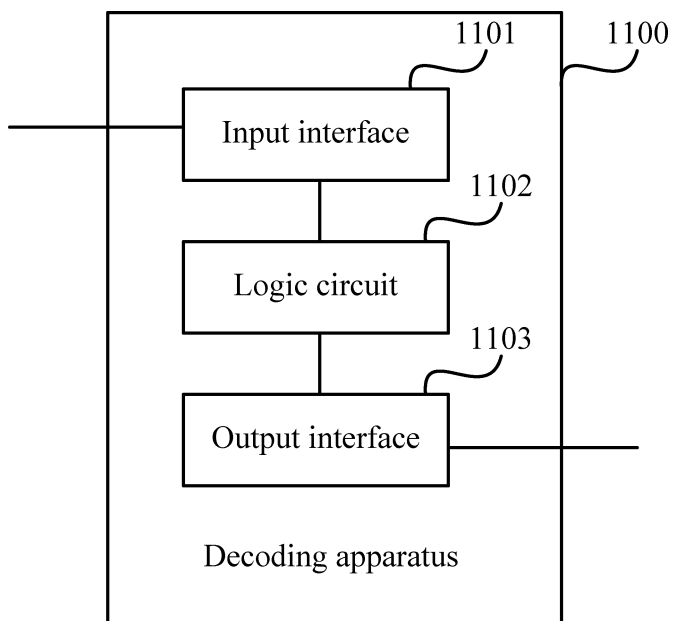 1101
1100
Input interface
1102
Logic circuit
1103
Output interface
Decoding apparatus